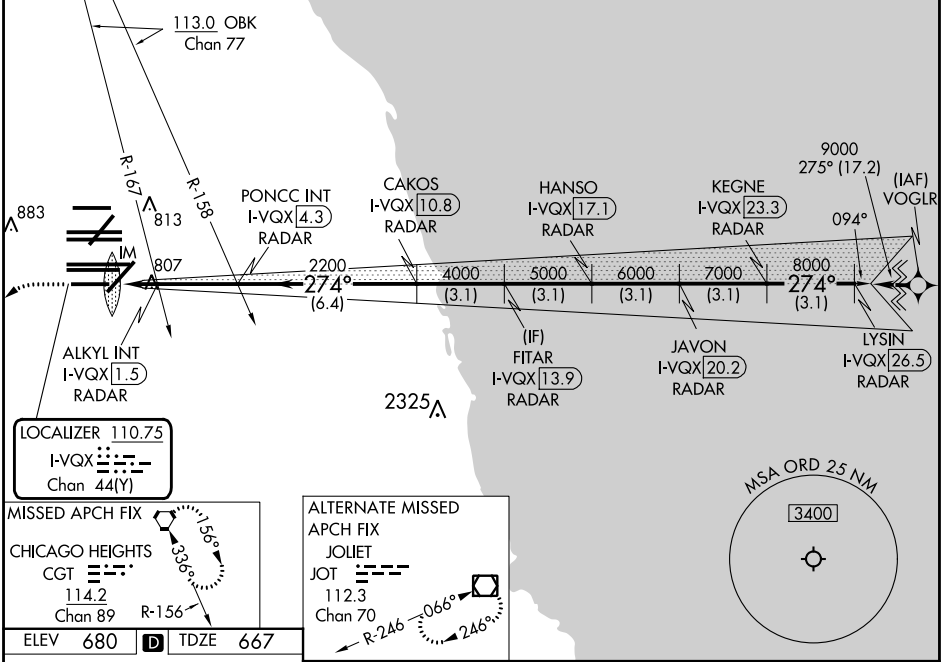 113.0 OBK
Chan 77
R-167
R-158
883
813
807
IM
PONCC INT
I-VQX 4.3
RADAR
CAKOS
I-VQX 10.8
RADAR
HANSO
I-VQX 17.1
RADAR
KEGNE
I-VQX 23.3
RADAR
9000
275° (17.2)
(IAF)
VOGLR
094°
2200
274°
(6.4)
4000
(3.1)
5000
(3.1)
6000
(3.1)
7000
(3.1)
8000
274°
(3.1)
ALKYL INT
I-VQX 1.5
RADAR
(IF)
FITAR
I-VQX 13.9
RADAR
JAVON
I-VQX 20.2
RADAR
LYSIN
I-VQX 26.5
RADAR
2325
LOCALIZER 110.75
I-VQX
Chan 44(Y)
MISSED APCH FIX
CHICAGO HEIGHTS
CGT
114.2
Chan 89
R-156
156°
336°
ALTERNATE MISSED
APCH FIX
JOLIET
JOT
112.3
Chan 70
R-246
066°
246°
MSA ORD 25 NM
3400
ELEV 680 D TDZE 667